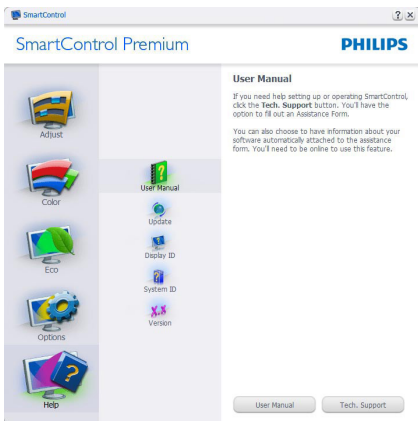 SmartControl
? ×
SmartControl Premium
PHILIPS
Adjust
Color
Eco
Options
Help
User Manual
Update
Display ID
System ID
X.X
Version
User Manual
If you need help setting up or operating SmartControl,
click the Tech. Support button. You'll have the
option to fill out an Assistance Form.
You can also choose to have information about your
software automatically attached to the assistance
form. You'll need to be online to use this feature.
User Manual
Tech. Support